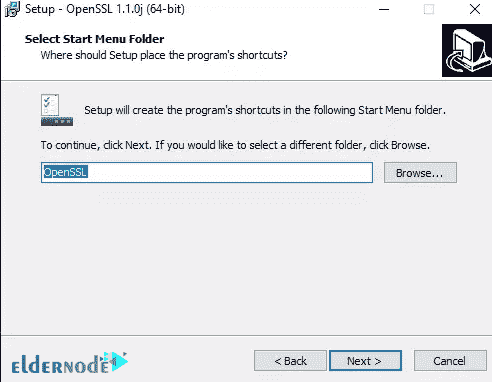 Setup - OpenSSL 1.1.0j (64-bit)
Select Start Menu Folder
Where should Setup place the program's shortcuts?
Setup will create the program's shortcuts in the following Start Menu folder.
To continue, click Next. If you would like to select a different folder, click Browse.
OpenSSL
Browse...
< Back
Next >
Cancel
eldernode